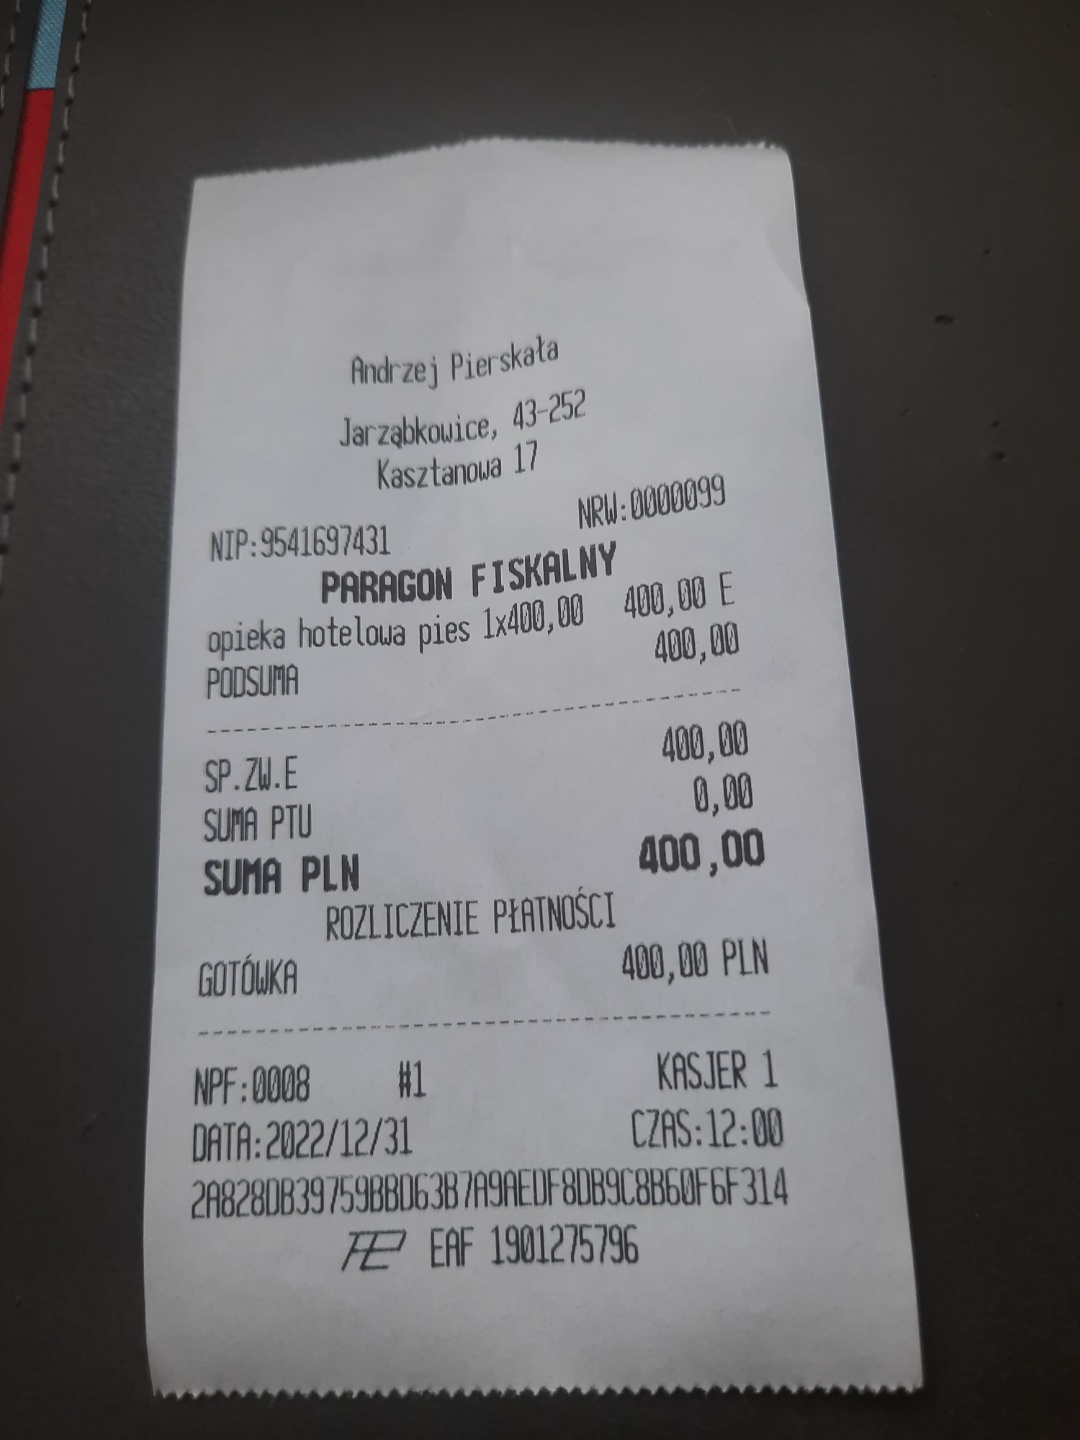 Andrzej Pierskała
Jarząbkowice, 43-252
Kasztanowa 17
NIP:9541697431 NRW:0000099
PARAGON FISKALNY
opieka hotelowa pies 1x400,00 400,00 E
PODSUMA 400,00
SP.ZW.E 400,00
SUMA PTU 0,00
SUMA PLN 400,00
ROZLICZENIE PŁATNOŚCI
GOTÓWKA 400,00 PLN
NPF:0008 #1 KASJER 1
DATA:2022/12/31 CZAS:12:00
2A828DB39759BBD63B7A9AEDF8DB9C8B60F6F314
EAF 1901275796